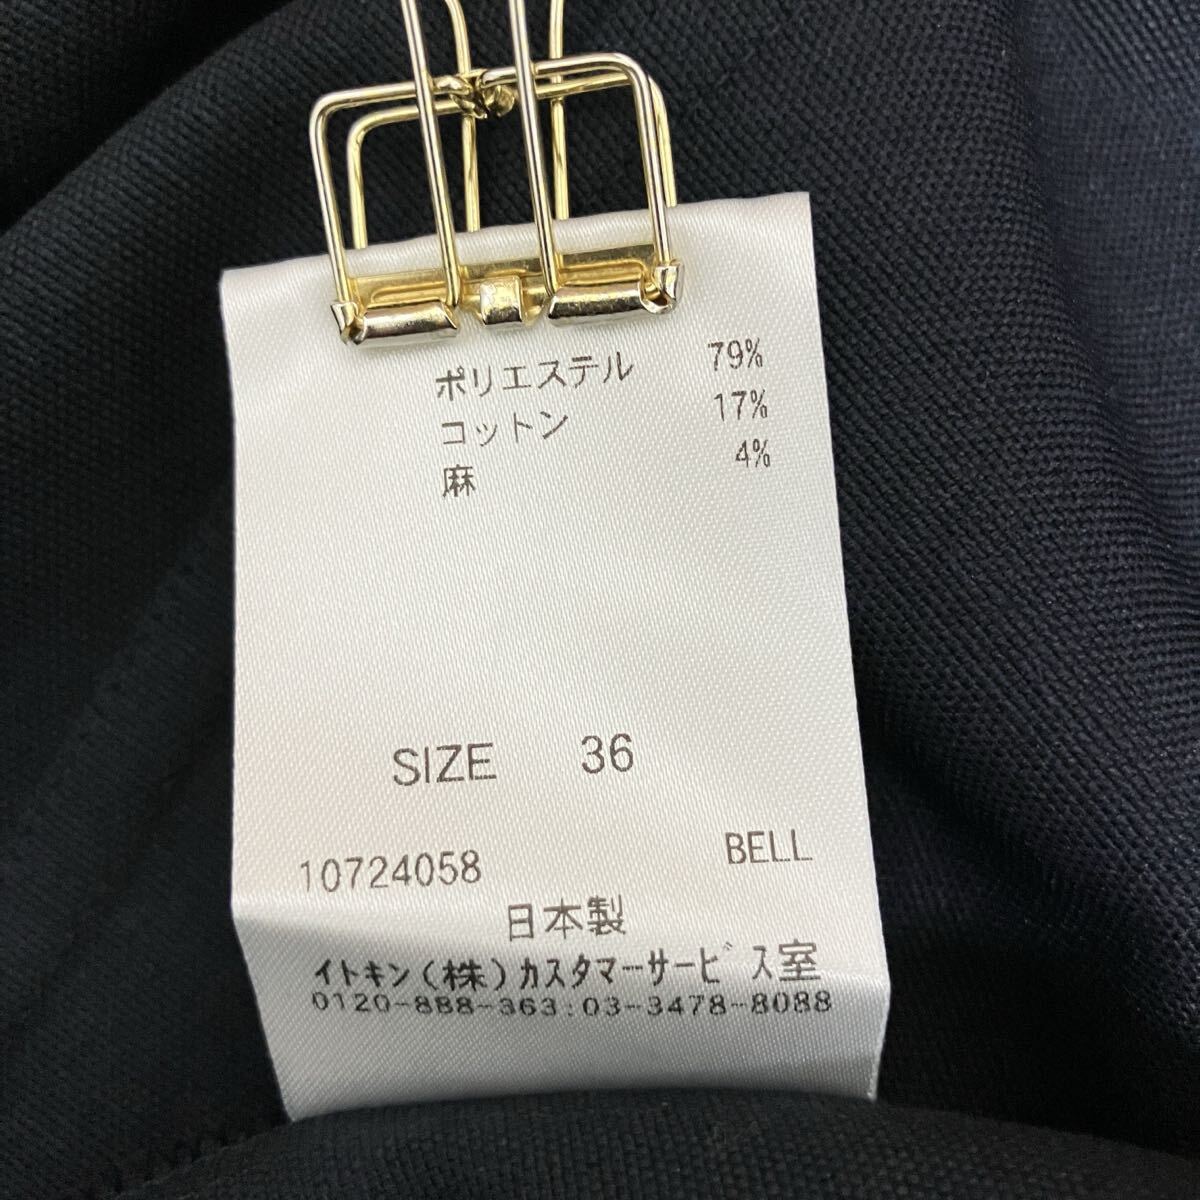 ポリエステル 79%
コットン 17%
麻 4%
SIZE 36
10724058 BELL
日本製
イトキン(株)カスタマーサービス室
0120-888-363:03-3478-8088